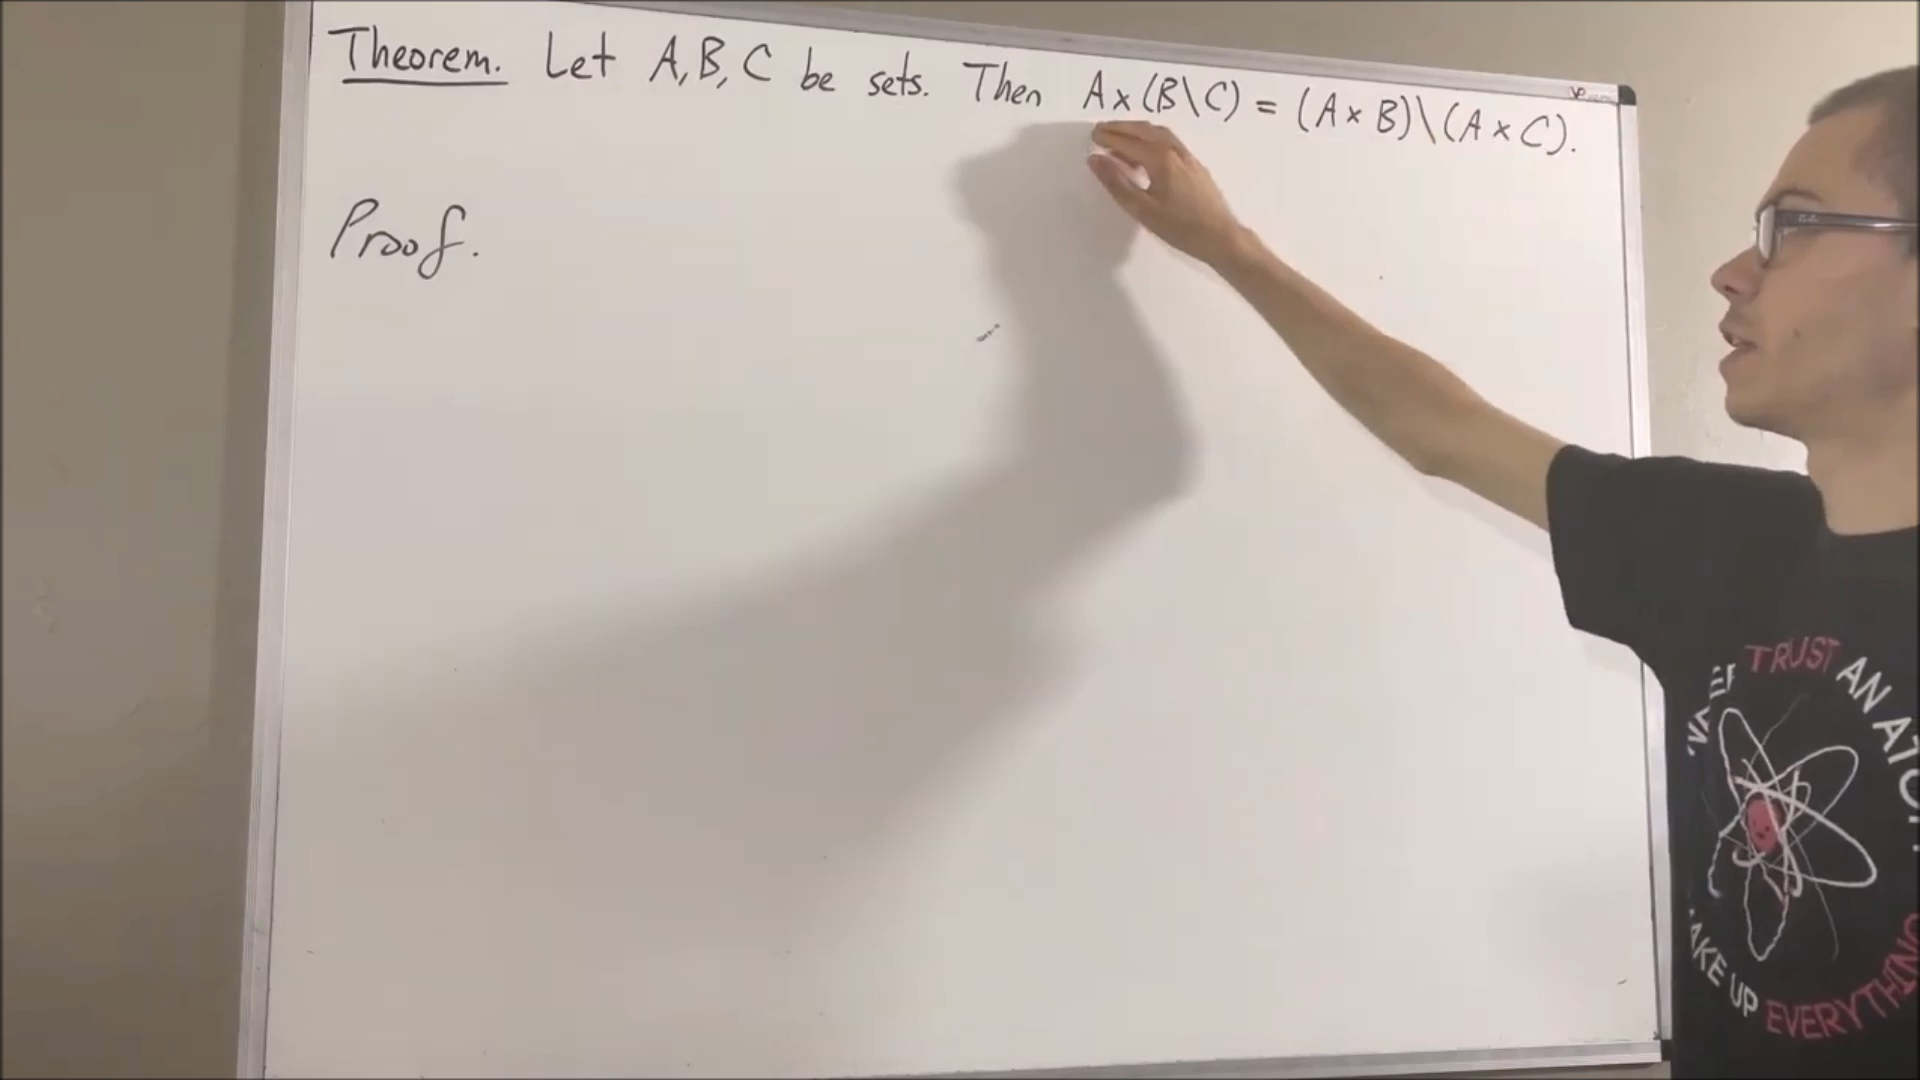 Theorem. Let A, B, C be sets. Then A×(B\C) = (A×B)\(A×C).
Proof.
TRUST AN
UP EVERYTHING